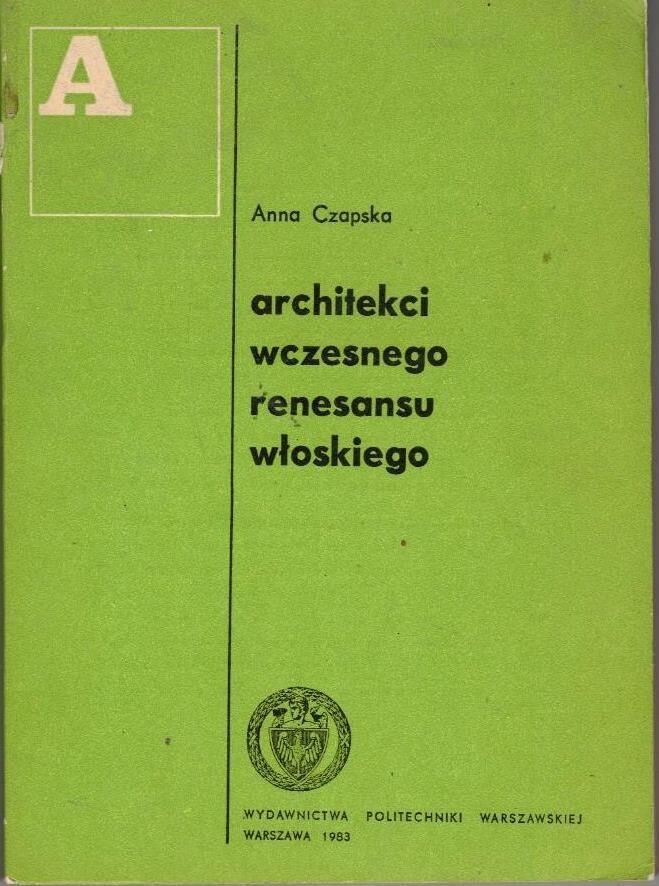 A
Anna Czapska
architekci
wczesnego
renesansu
włoskiego
WYDAWNICTWA POLITECHNIKI WARSZAWSKIEJ
WARSZAWA 1983